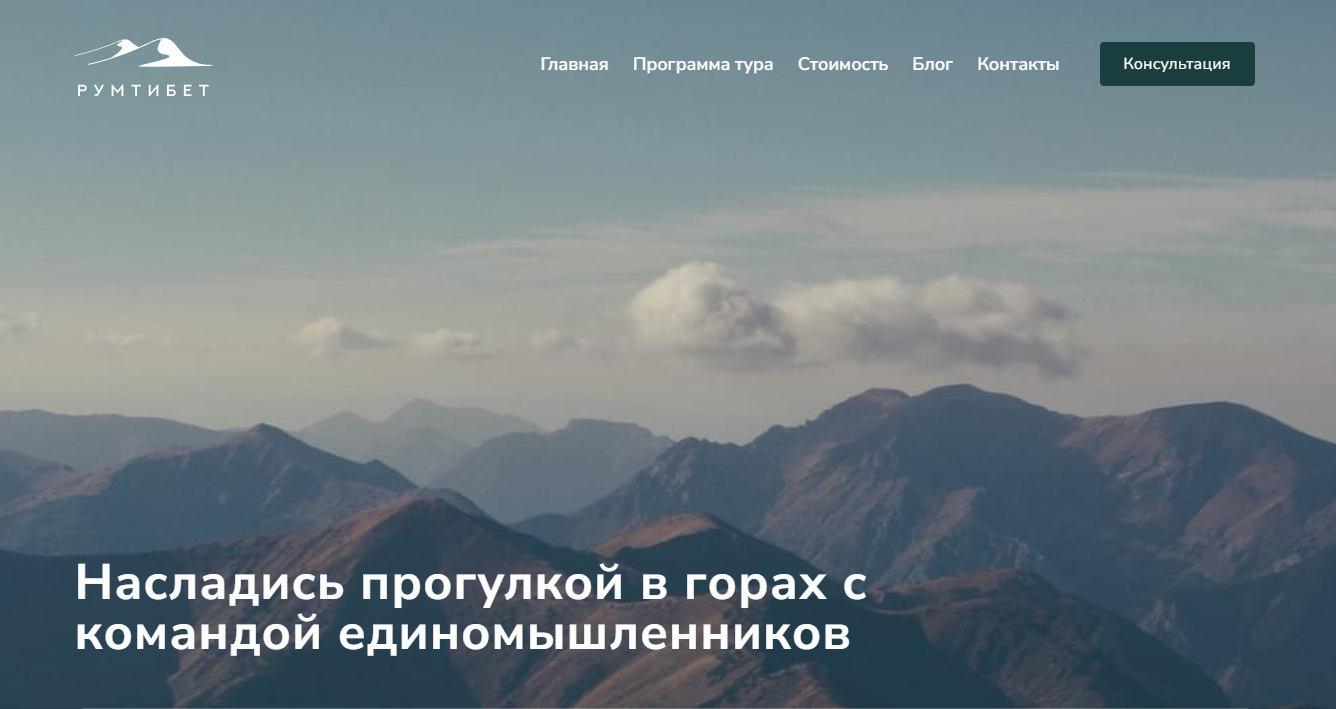 РУМТИБЕТ
Главная Программа тура Стоимость Блог Контакты Консультация
Насладись прогулкой в горах с
командой единомышленников